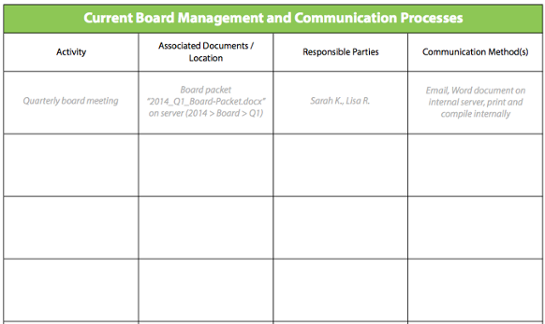 Current Board Management and Communication Processes
Activity
Associated Documents /
Location
Responsible Parties
Communication Method(s)
Quarterly board meeting
Board packet
"2014_Q1_Board-Packet.docx"
on server (2014 > Board > Q1)
Sarah K., Lisa R.
Email, Word document on
internal server, print and
compile internally